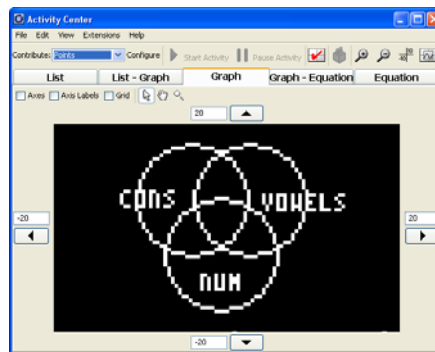 Activity Center
File Edit View Extensions Help
Contribute: Points Configure Start Activity Pause Activity
List List - Graph Graph Graph - Equation Equation
Axes Axis Labels Grid
20
CONS VOWELS
-20 20
NUM
-20